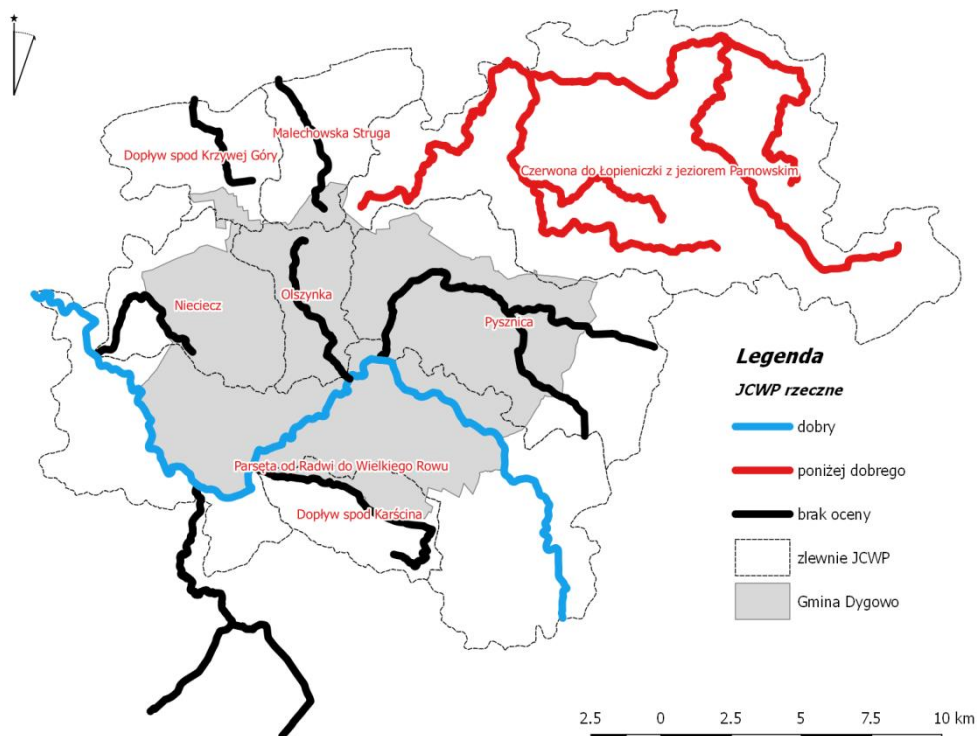 Malechowska Struga
Dopływ spod Krzywej Góry
Czerwona do Łopieniczki z jeziorem Parnowskim
Nieciecz
Olszynka
Pysznica
Parsęta od Radwi do Wielkiego Rowu
Dopływ spod Karścina
Legenda
JCWP rzeczne
dobry
poniżej dobrego
brak oceny
zlewnie JCWP
Gmina Dygowo
2.5 0 2.5 5 7.5 10 km